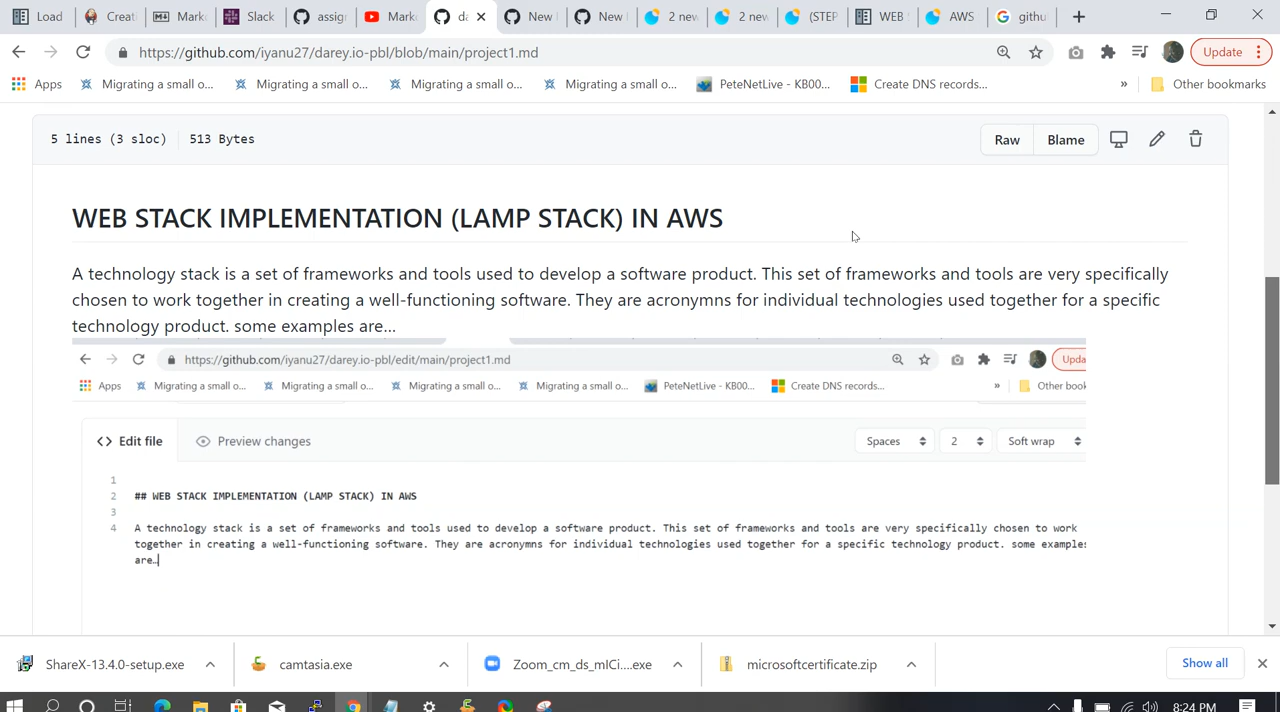 Load
Creat
Mark
Slack
assig
Mark
da
New
New
2 new
2 new
(STEP
WEB
AWS
githu
https://github.com/iyanu27/darey.io-pbl/blob/main/project1.md
Update
Apps
Migrating a small o...
Migrating a small o...
Migrating a small o...
Migrating a small o...
PeteNetLive - KB00...
Create DNS records...
»
Other bookmarks
5 lines (3 sloc)
513 Bytes
Raw
Blame
WEB STACK IMPLEMENTATION (LAMP STACK) IN AWS
A technology stack is a set of frameworks and tools used to develop a software product. This set of frameworks and tools are very specifically
chosen to work together in creating a well-functioning software. They are acronymns for individual technologies used together for a specific
technology product. some examples are...
https://github.com/iyanu27/darey.io-pbl/edit/main/project1.md
Upda
Apps
Migrating a small o...
Migrating a small o...
Migrating a small o...
Migrating a small o...
PeteNetLive - KB00...
Create DNS records...
»
Other book
<> Edit file
Preview changes
Spaces
2
Soft wrap
1
2 ## WEB STACK IMPLEMENTATION (LAMP STACK) IN AWS
3
4 A technology stack is a set of frameworks and tools used to develop a software product. This set of frameworks and tools are very specifically chosen to work
together in creating a well-functioning software. They are acronymns for individual technologies used together for a specific technology product. some examples
are…
ShareX-13.4.0-setup.exe
camtasia.exe
Zoom_cm_ds_mICi....exe
microsoftcertificate.zip
Show all
8:24 PM